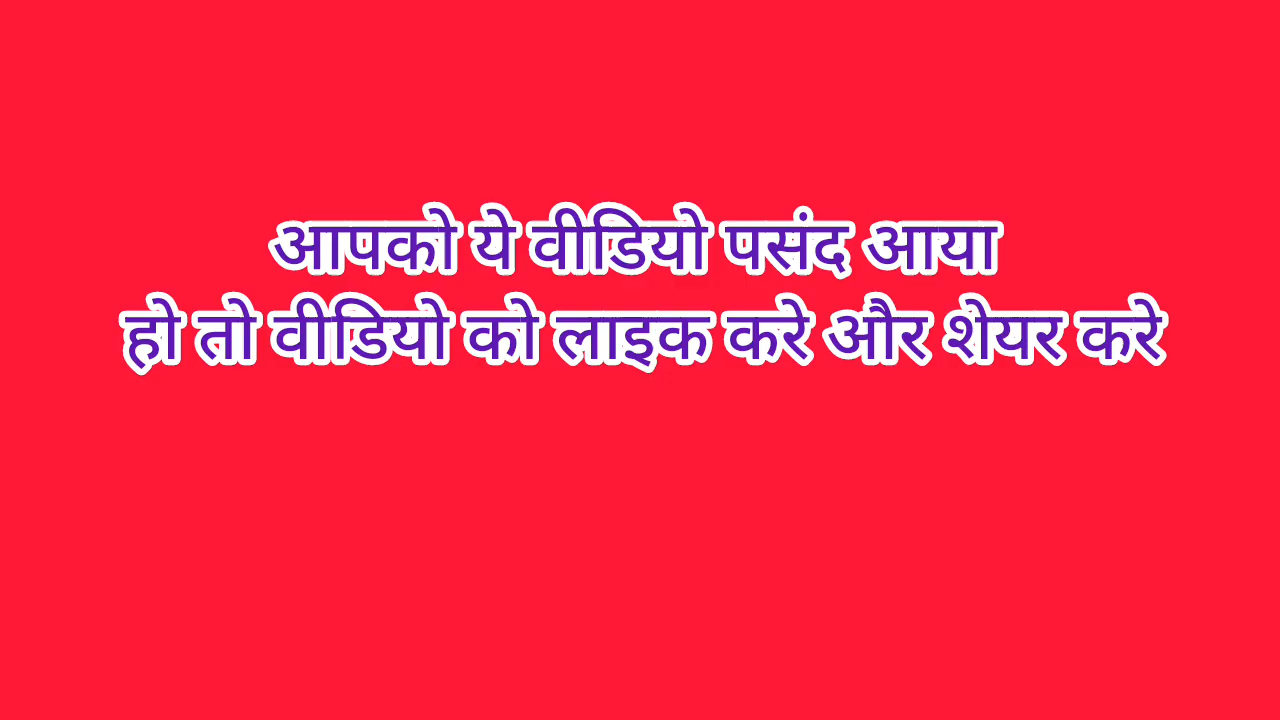 आपको ये वीडियो पसंद आया
हो तो वीडियो को लाइक करे और शेयर करे